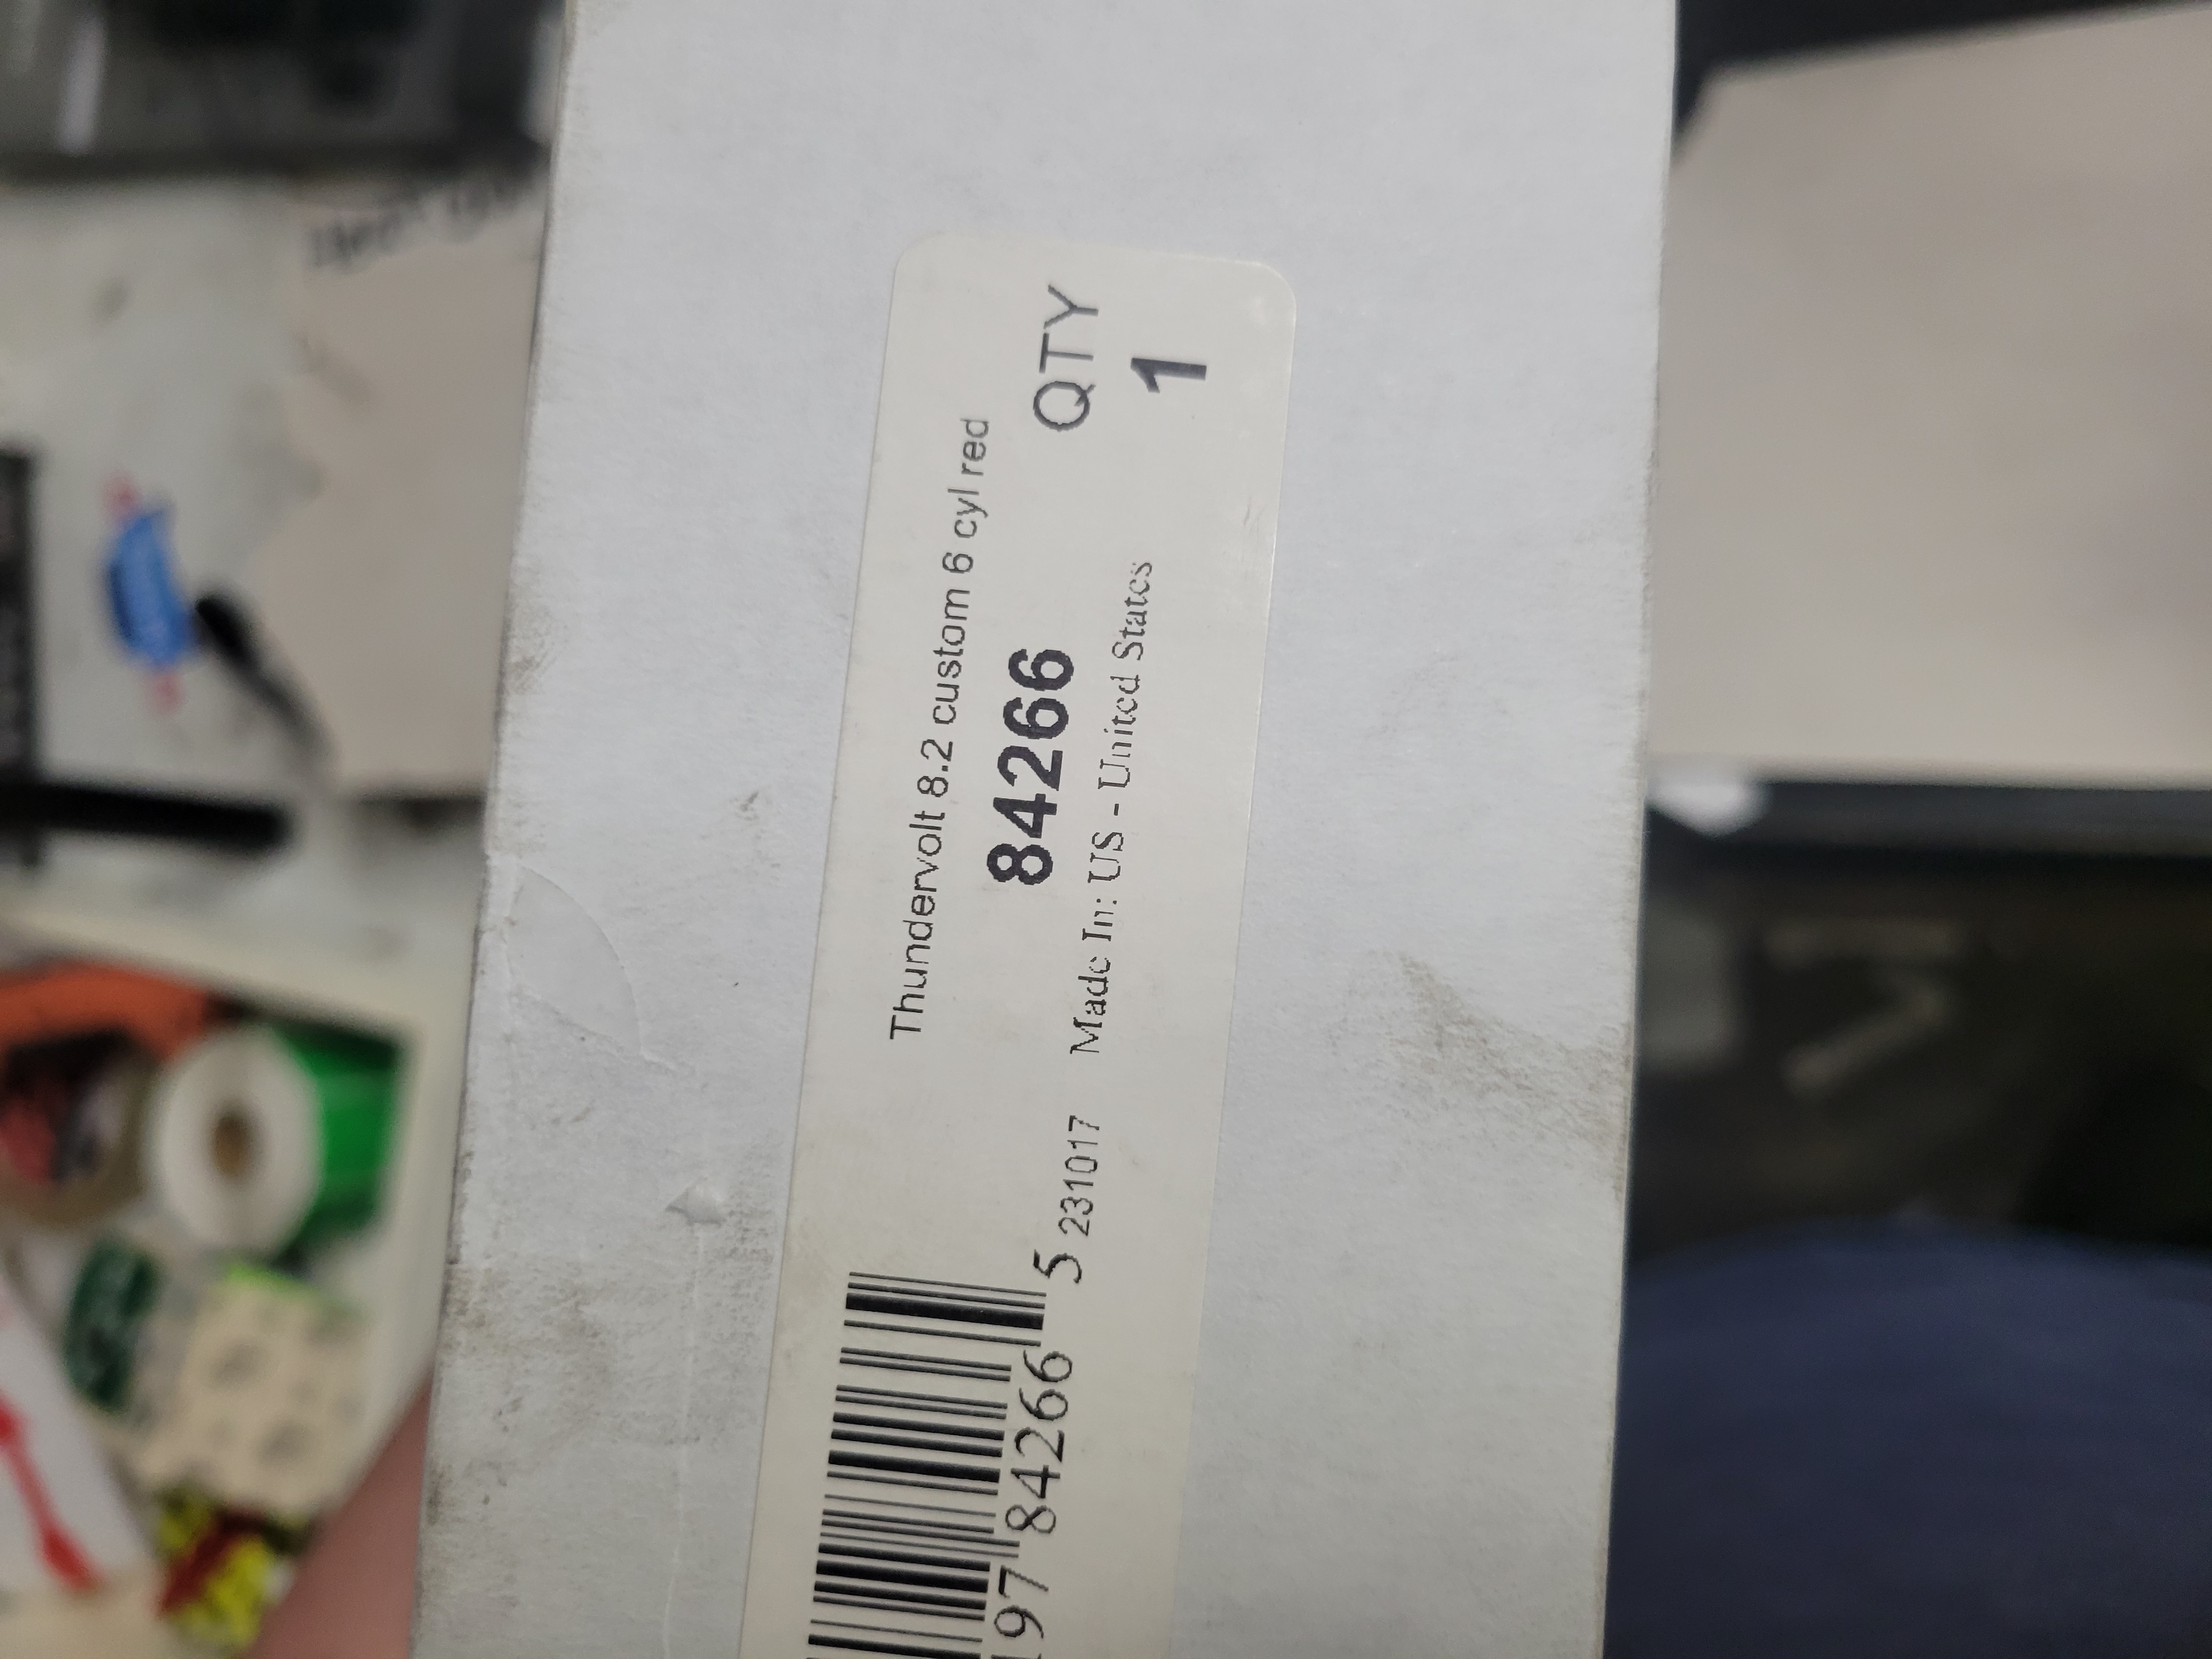 Thundervolt 8.2 custom 6 cyl red
84266
QTY
1
Made In: US - United States
231017
97 84266 5